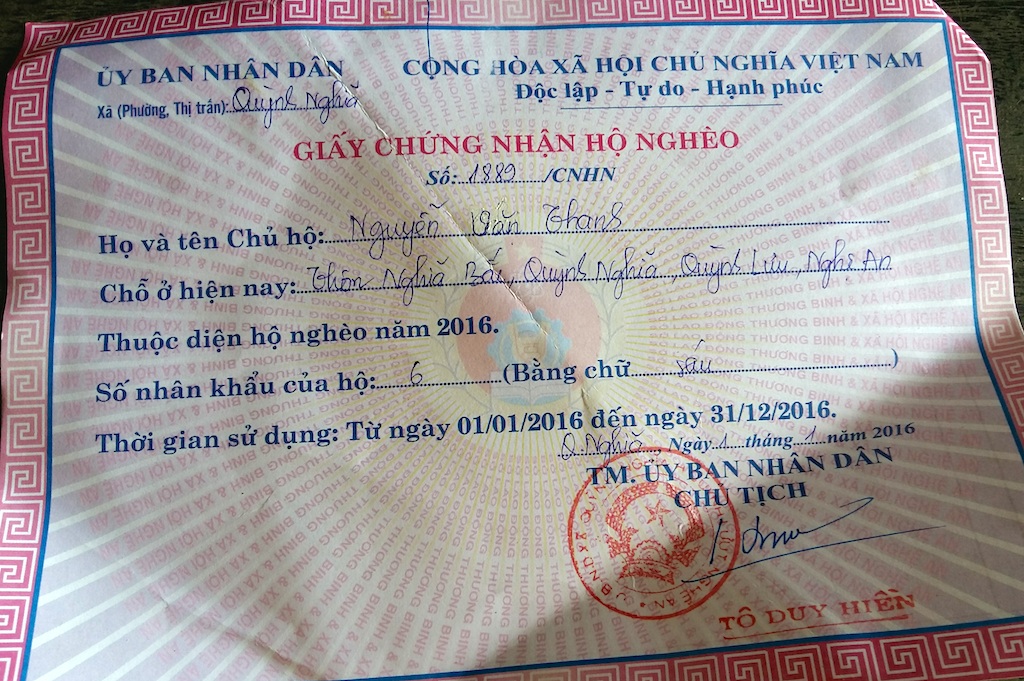 ỦY BAN NHÂN DÂN
Xã (Phường, Thị trấn): Quỳnh Nghĩa
CỘNG HÒA XÃ HỘI CHỦ NGHĨA VIỆT NAM
Độc lập - Tự do - Hạnh phúc
GIẤY CHỨNG NHẬN HỘ NGHÈO
Số: 1889 /CNHN
Họ và tên Chủ hộ: Nguyễn Văn Thanh
Chỗ ở hiện nay: Thôn Nghĩa Bắc, Quỳnh Nghĩa, Quỳnh Lưu, Nghệ An
Thuộc diện hộ nghèo năm 2016.
Số nhân khẩu của hộ: 6 (Bằng chữ sáu )
Thời gian sử dụng: Từ ngày 01/01/2016 đến ngày 31/12/2016.
Q. Nghĩa, Ngày 1 tháng 1 năm 2016
TM. ỦY BAN NHÂN DÂN
CHỦ TỊCH
TÔ DUY HIỀN